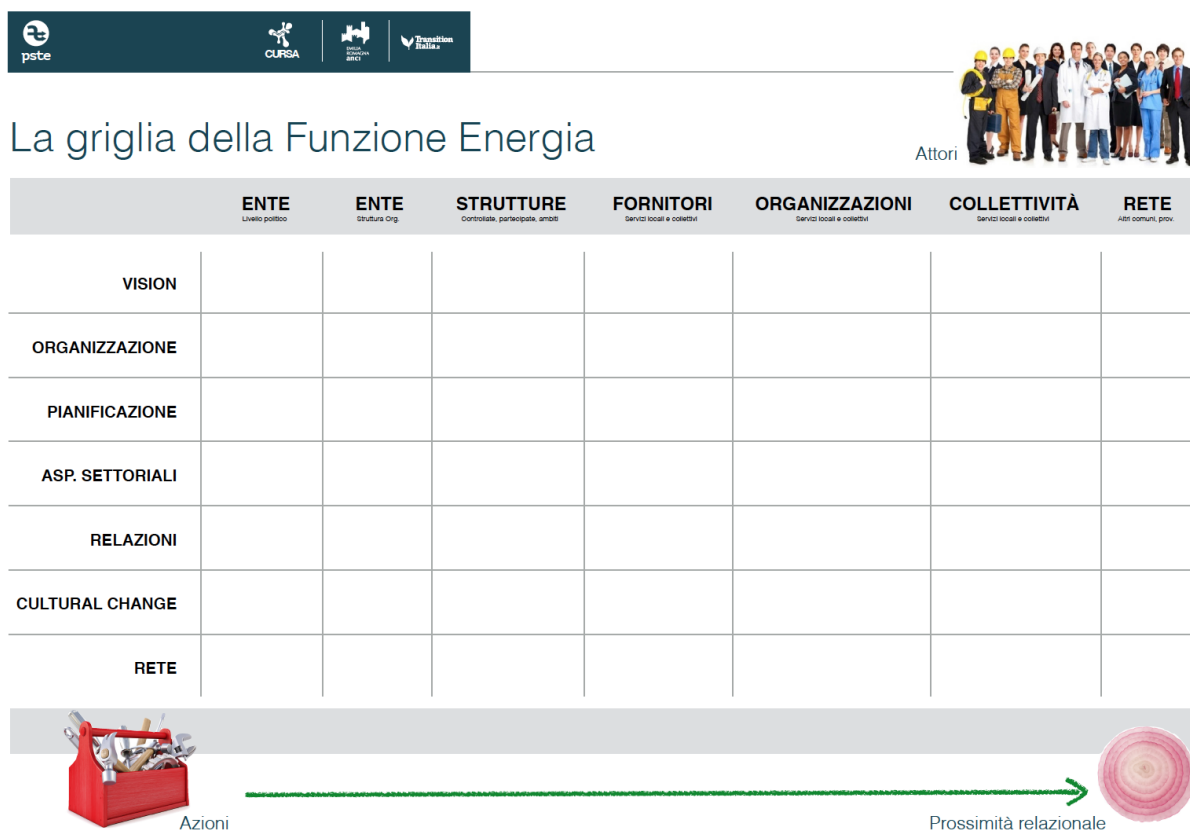 pste
CURSA
EMILIA
ROMAGNA
anci
Transition
Italia.it
La griglia della Funzione Energia
Attori
ENTE ENTE STRUTTURE FORNITORI ORGANIZZAZIONI COLLETTIVITÀ RETE
Livello politico Struttura Org. Controllate, partecipate, ambiti Servizi locali e collettivi Servizi locali e collettivi Servizi locali e collettivi Altri comuni, prov.
VISION
ORGANIZZAZIONE
PIANIFICAZIONE
ASP. SETTORIALI
RELAZIONI
CULTURAL CHANGE
RETE
Azioni
Prossimità relazionale